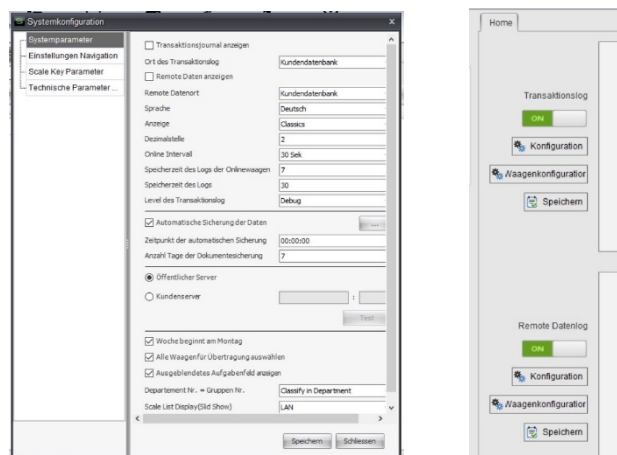 Systemkonfiguration
Systemparameter
Einstellungen Navigation
Scale Key Parameter
Technische Parameter ...
Transaktionsjournal anzeigen
Ort des Transaktionslog Kundendatenbank
Remote Daten anzeigen
Remote Datenort Kundendatenbank
Sprache Deutsch
Anzeige Classics
Dezimalstelle 2
Online Intervall 30 Sek
Speicherzeit des Logs der Onlinewaagen 7
Speicherzeit des Logs 30
Level des Transaktionslog Debug
Automatische Sicherung der Daten ...
Zeitpunkt der automatischen Sicherung 00:00:00
Anzahl Tage der Dokumentesicherung 7
Öffentlicher Server
Kundenserver :
Test
Woche beginnt am Montag
Alle Waagenfür Übertragung auswählen
Ausgeblendetes Aufgabenfeld anzeigen
Departement Nr. = Gruppen Nr. Classify in Department
Scale List Display(Slid Show) LAN
Speichern Schliessen
Home
Transaktionslog
ON
Konfiguration
Waagenkonfiguration
Speichern
Remote Datenlog
ON
Konfiguration
Waagenkonfiguration
Speichern